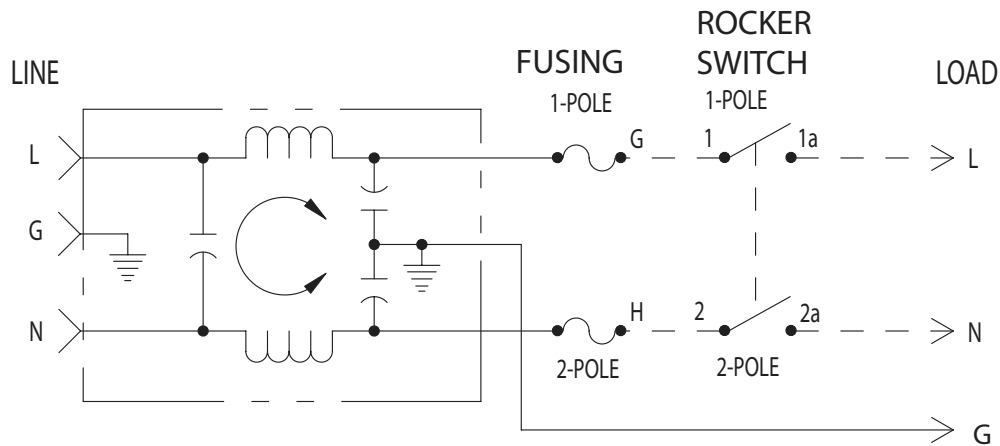 ROCKER
SWITCH
LINE
FUSING
LOAD
1-POLE
1-POLE
L
G
1
1a
L
G
N
H
2
2a
N
2-POLE
2-POLE
G